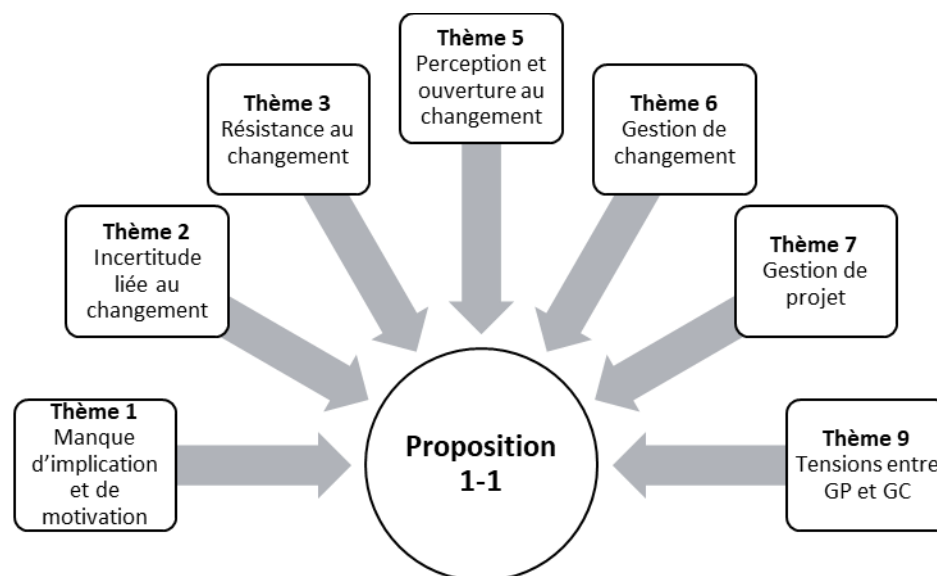 Thème 5
Perception et
ouverture au
changement
Thème 3
Résistance au
changement
Thème 6
Gestion de
changement
Thème 2
Incertitude
liée au
changement
Thème 7
Gestion de
projet
Thème 1
Manque
d'implication
et de
motivation
Proposition
1-1
Thème 9
Tensions entre
GP et GC